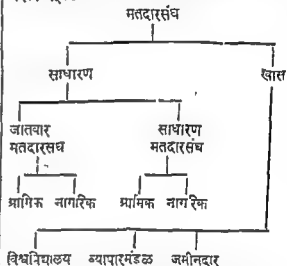 मतदारसंघ
साधारण खास
जातवार साधारण
मतदारसंघ मतदारसंघ
ग्रामिक नागरिक ग्रामिक नागरिक
विश्वविद्यालय व्यापारमंडळ जमीनदार